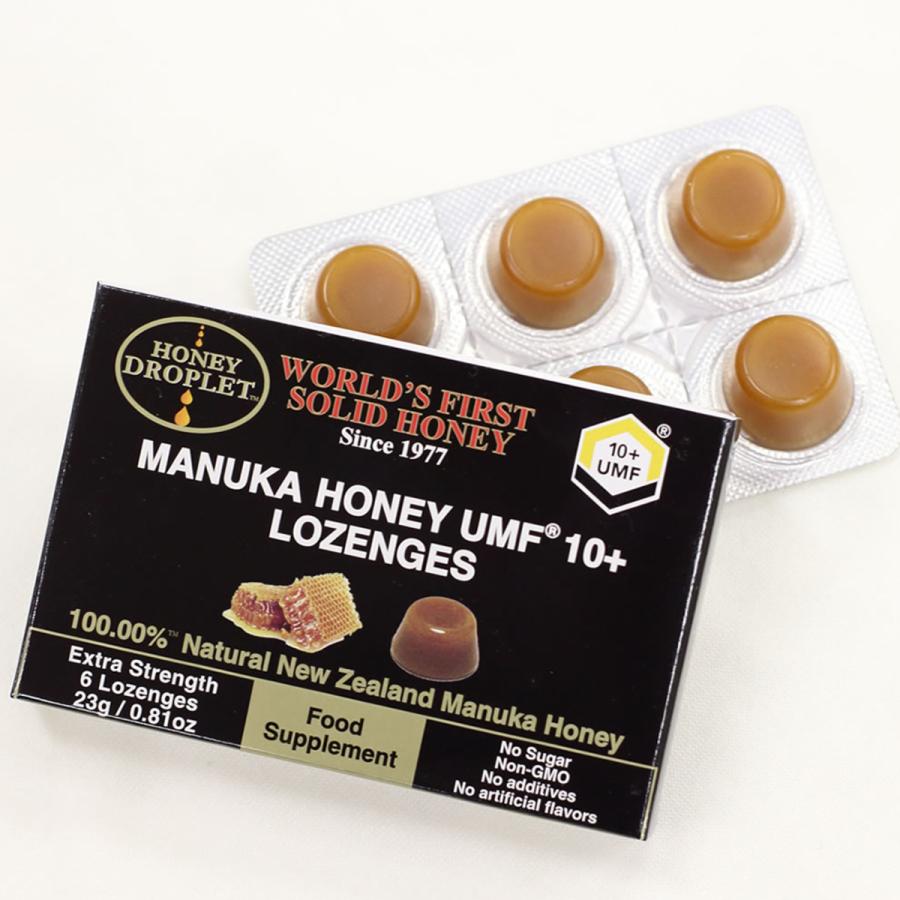 HONEY
DROPLET™
WORLD'S FIRST
SOLID HONEY
Since 1977
10+
UMF
®
MANUKA HONEY UMF® 10+
LOZENGES
100.00%™ Natural New Zealand Manuka Honey
Extra Strength
6 Lozenges
23g / 0.81oz
Food
Supplement
No Sugar
Non-GMO
No additives
No artificial flavors